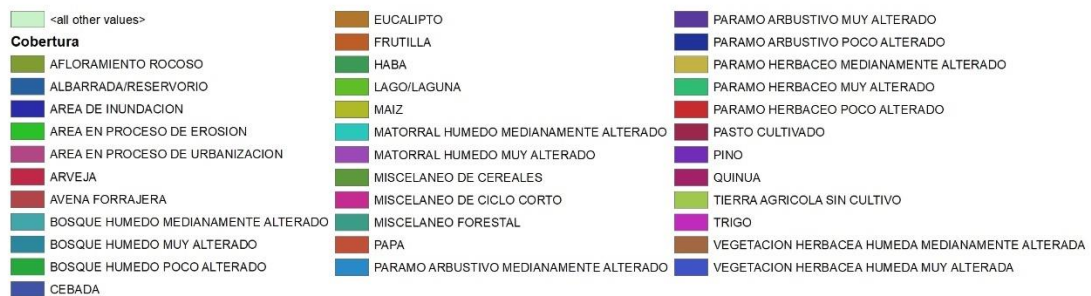 <all other values>
Cobertura
AFLORAMIENTO ROCOSO
ALBARRADA/RESERVORIO
AREA DE INUNDACION
AREA EN PROCESO DE EROSION
AREA EN PROCESO DE URBANIZACION
ARVEJA
AVENA FORRAJERA
BOSQUE HUMEDO MEDIANAMENTE ALTERADO
BOSQUE HUMEDO MUY ALTERADO
BOSQUE HUMEDO POCO ALTERADO
CEBADA
EUCALIPTO
FRUTILLA
HABA
LAGO/LAGUNA
MAIZ
MATORRAL HUMEDO MEDIANAMENTE ALTERADO
MATORRAL HUMEDO MUY ALTERADO
MISCELANEO DE CEREALES
MISCELANEO DE CICLO CORTO
MISCELANEO FORESTAL
PAPA
PARAMO ARBUSTIVO MEDIANAMENTE ALTERADO
PARAMO ARBUSTIVO MUY ALTERADO
PARAMO ARBUSTIVO POCO ALTERADO
PARAMO HERBACEO MEDIANAMENTE ALTERADO
PARAMO HERBACEO MUY ALTERADO
PARAMO HERBACEO POCO ALTERADO
PASTO CULTIVADO
PINO
QUINUA
TIERRA AGRICOLA SIN CULTIVO
TRIGO
VEGETACION HERBACEA HUMEDA MEDIANAMENTE ALTERADA
VEGETACION HERBACEA HUMEDA MUY ALTERADA